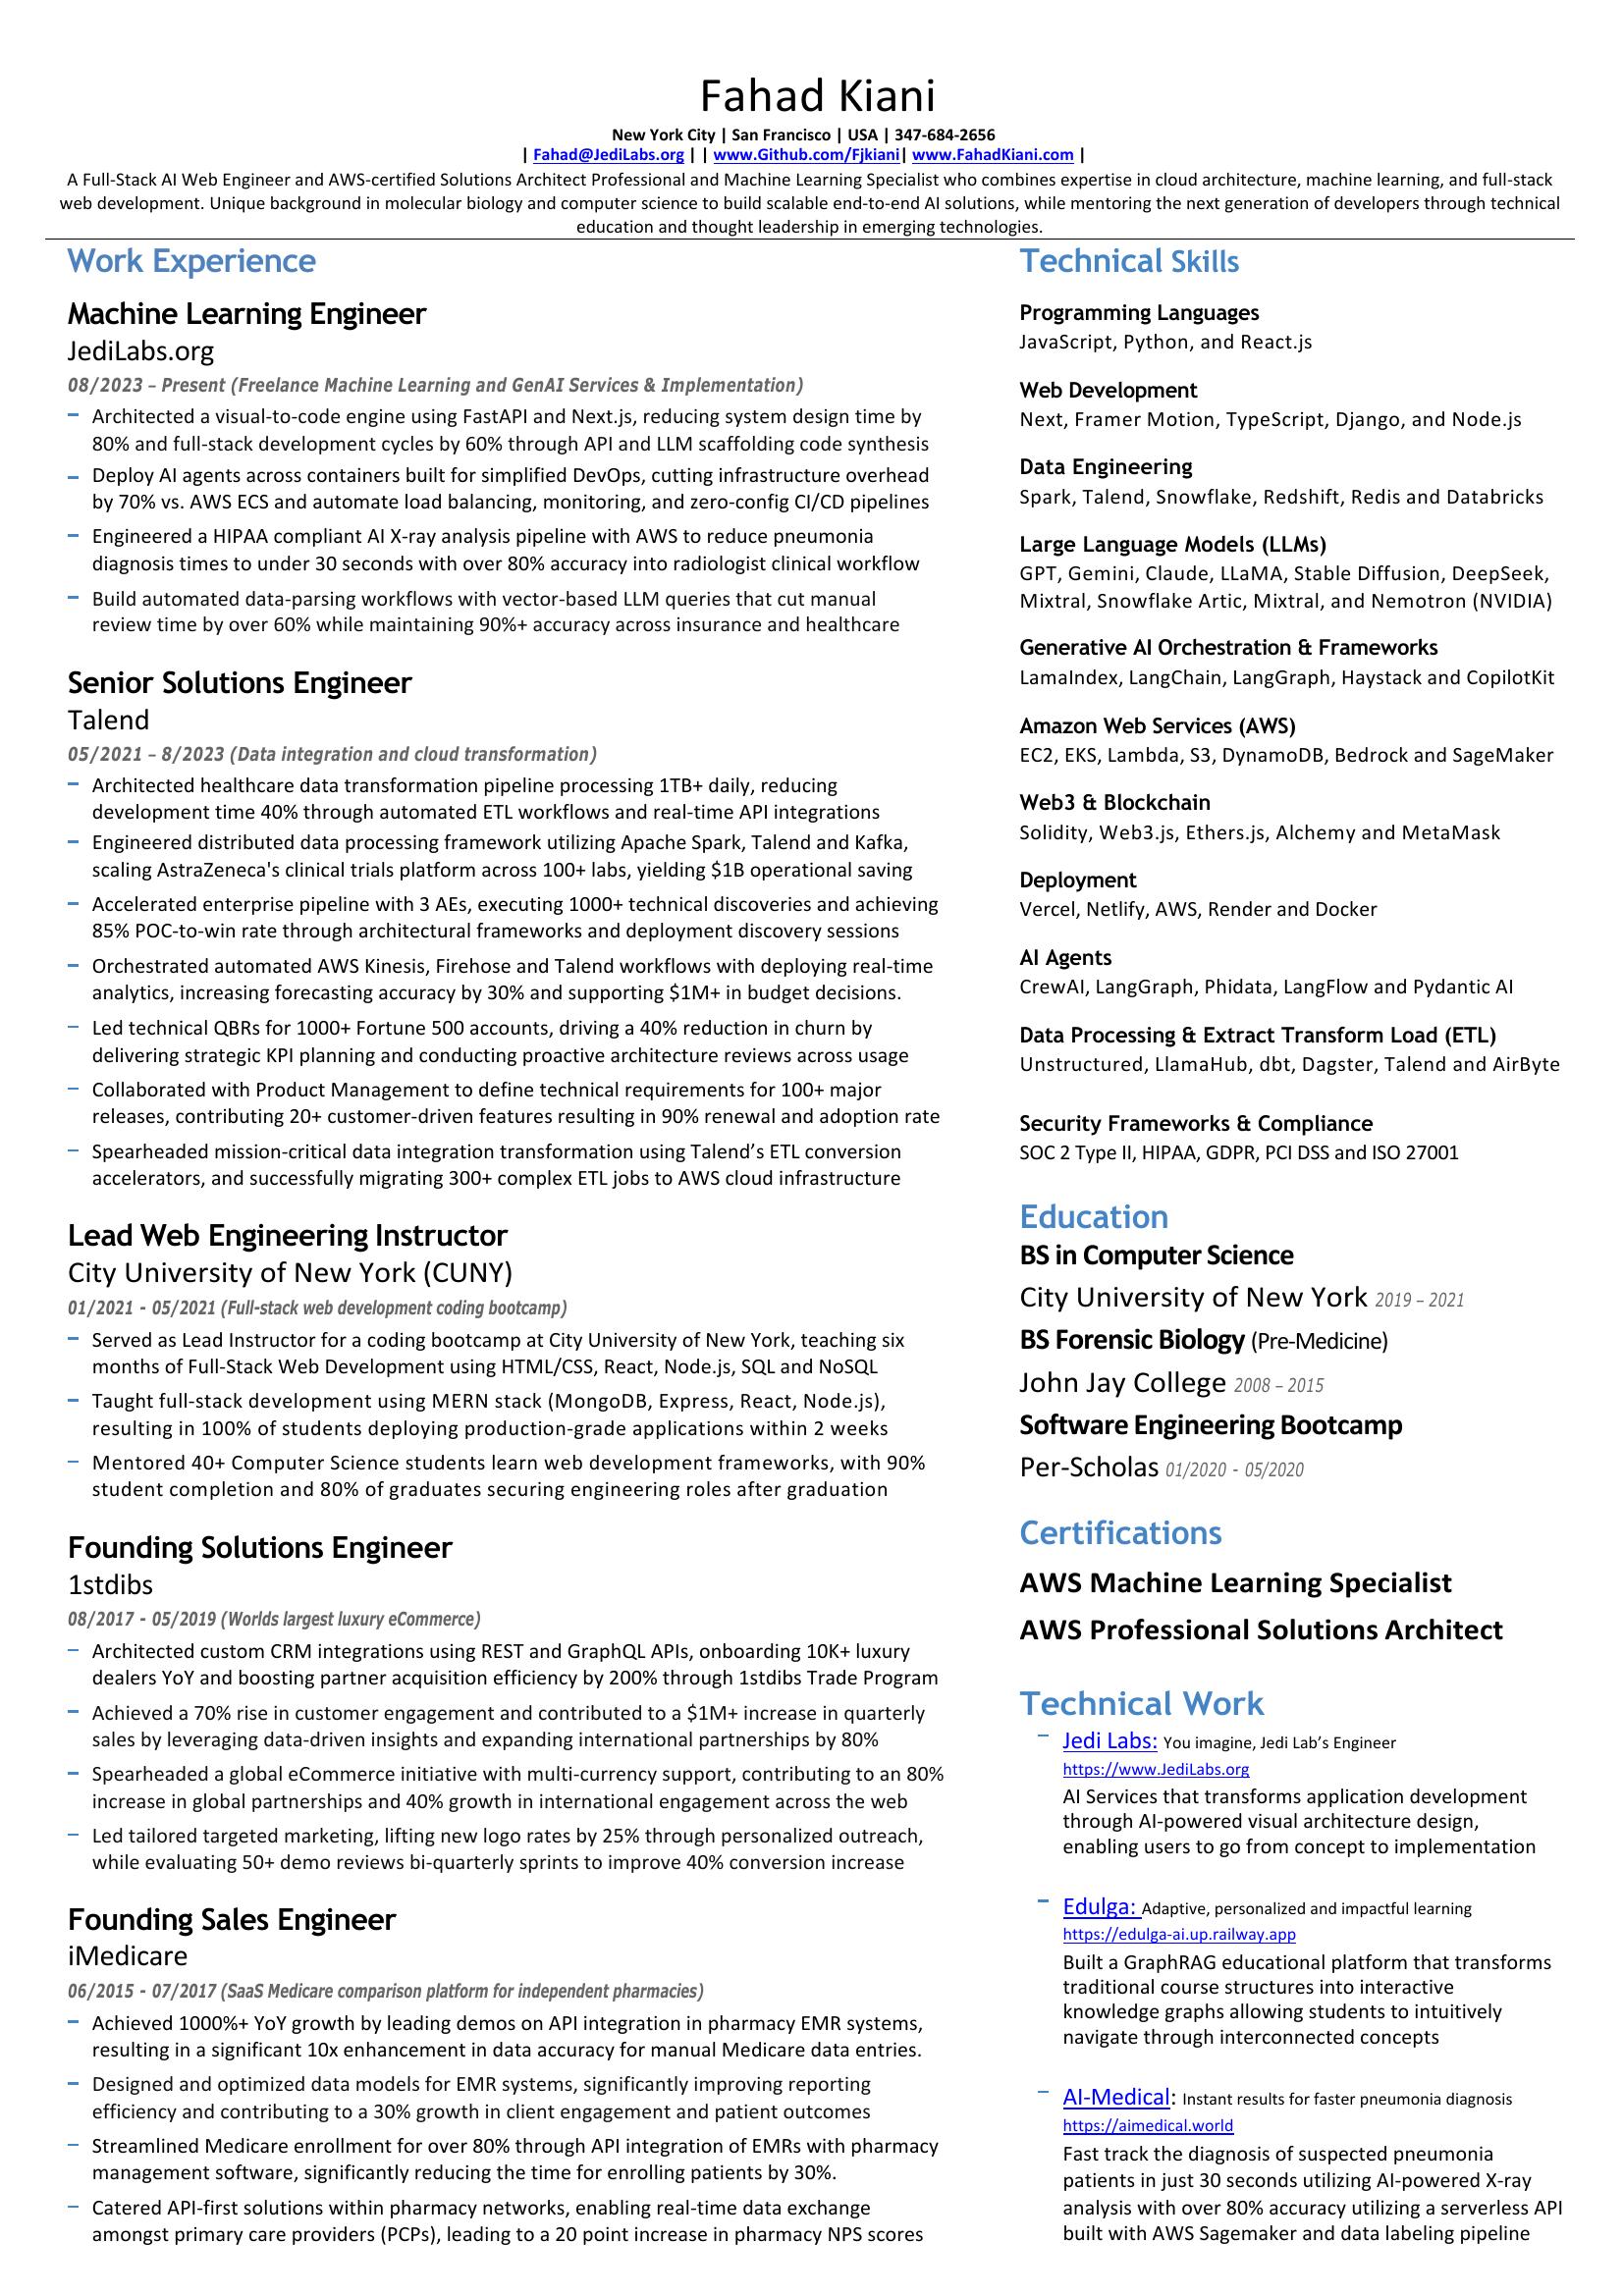 Fahad Kiani
New York City | San Francisco | USA | 347-684-2656
| Fahad@JediLabs.org | | www.Github.com/Fjkiani| www.FahadKiani.com |
A Full-Stack AI Web Engineer and AWS-certified Solutions Architect Professional and Machine Learning Specialist who combines expertise in cloud architecture, machine learning, and full-stack
web development. Unique background in molecular biology and computer science to build scalable end-to-end AI solutions, while mentoring the next generation of developers through technical
education and thought leadership in emerging technologies.
Work Experience
Machine Learning Engineer
JediLabs.org
08/2023 – Present (Freelance Machine Learning and GenAI Services & Implementation)
– Architected a visual-to-code engine using FastAPI and Next.js, reducing system design time by
80% and full-stack development cycles by 60% through API and LLM scaffolding code synthesis
– Deploy AI agents across containers built for simplified DevOps, cutting infrastructure overhead
by 70% vs. AWS ECS and automate load balancing, monitoring, and zero-config CI/CD pipelines
– Engineered a HIPAA compliant AI X-ray analysis pipeline with AWS to reduce pneumonia
diagnosis times to under 30 seconds with over 80% accuracy into radiologist clinical workflow
– Build automated data-parsing workflows with vector-based LLM queries that cut manual
review time by over 60% while maintaining 90%+ accuracy across insurance and healthcare
Senior Solutions Engineer
Talend
05/2021 – 8/2023 (Data integration and cloud transformation)
– Architected healthcare data transformation pipeline processing 1TB+ daily, reducing
development time 40% through automated ETL workflows and real-time API integrations
– Engineered distributed data processing framework utilizing Apache Spark, Talend and Kafka,
scaling AstraZeneca's clinical trials platform across 100+ labs, yielding $1B operational saving
– Accelerated enterprise pipeline with 3 AEs, executing 1000+ technical discoveries and achieving
85% POC-to-win rate through architectural frameworks and deployment discovery sessions
– Orchestrated automated AWS Kinesis, Firehose and Talend workflows with deploying real-time
analytics, increasing forecasting accuracy by 30% and supporting $1M+ in budget decisions.
– Led technical QBRs for 1000+ Fortune 500 accounts, driving a 40% reduction in churn by
delivering strategic KPI planning and conducting proactive architecture reviews across usage
– Collaborated with Product Management to define technical requirements for 100+ major
releases, contributing 20+ customer-driven features resulting in 90% renewal and adoption rate
– Spearheaded mission-critical data integration transformation using Talend’s ETL conversion
accelerators, and successfully migrating 300+ complex ETL jobs to AWS cloud infrastructure
Lead Web Engineering Instructor
City University of New York (CUNY)
01/2021 - 05/2021 (Full-stack web development coding bootcamp)
– Served as Lead Instructor for a coding bootcamp at City University of New York, teaching six
months of Full-Stack Web Development using HTML/CSS, React, Node.js, SQL and NoSQL
– Taught full-stack development using MERN stack (MongoDB, Express, React, Node.js),
resulting in 100% of students deploying production-grade applications within 2 weeks
– Mentored 40+ Computer Science students learn web development frameworks, with 90%
student completion and 80% of graduates securing engineering roles after graduation
Founding Solutions Engineer
1stdibs
08/2017 - 05/2019 (Worlds largest luxury eCommerce)
– Architected custom CRM integrations using REST and GraphQL APIs, onboarding 10K+ luxury
dealers YoY and boosting partner acquisition efficiency by 200% through 1stdibs Trade Program
– Achieved a 70% rise in customer engagement and contributed to a $1M+ increase in quarterly
sales by leveraging data-driven insights and expanding international partnerships by 80%
– Spearheaded a global eCommerce initiative with multi-currency support, contributing to an 80%
increase in global partnerships and 40% growth in international engagement across the web
– Led tailored targeted marketing, lifting new logo rates by 25% through personalized outreach,
while evaluating 50+ demo reviews bi-quarterly sprints to improve 40% conversion increase
Founding Sales Engineer
iMedicare
06/2015 - 07/2017 (SaaS Medicare comparison platform for independent pharmacies)
– Achieved 1000%+ YoY growth by leading demos on API integration in pharmacy EMR systems,
resulting in a significant 10x enhancement in data accuracy for manual Medicare data entries.
– Designed and optimized data models for EMR systems, significantly improving reporting
efficiency and contributing to a 30% growth in client engagement and patient outcomes
– Streamlined Medicare enrollment for over 80% through API integration of EMRs with pharmacy
management software, significantly reducing the time for enrolling patients by 30%.
– Catered API-first solutions within pharmacy networks, enabling real-time data exchange
amongst primary care providers (PCPs), leading to a 20 point increase in pharmacy NPS scores
Technical Skills
Programming Languages
JavaScript, Python, and React.js
Web Development
Next, Framer Motion, TypeScript, Django, and Node.js
Data Engineering
Spark, Talend, Snowflake, Redshift, Redis and Databricks
Large Language Models (LLMs)
GPT, Gemini, Claude, LLaMA, Stable Diffusion, DeepSeek,
Mixtral, Snowflake Artic, Mixtral, and Nemotron (NVIDIA)
Generative AI Orchestration & Frameworks
LamaIndex, LangChain, LangGraph, Haystack and CopilotKit
Amazon Web Services (AWS)
EC2, EKS, Lambda, S3, DynamoDB, Bedrock and SageMaker
Web3 & Blockchain
Solidity, Web3.js, Ethers.js, Alchemy and MetaMask
Deployment
Vercel, Netlify, AWS, Render and Docker
AI Agents
CrewAI, LangGraph, Phidata, LangFlow and Pydantic AI
Data Processing & Extract Transform Load (ETL)
Unstructured, LlamaHub, dbt, Dagster, Talend and AirByte
Security Frameworks & Compliance
SOC 2 Type II, HIPAA, GDPR, PCI DSS and ISO 27001
Education
BS in Computer Science
City University of New York 2019 – 2021
BS Forensic Biology (Pre-Medicine)
John Jay College 2008 – 2015
Software Engineering Bootcamp
Per-Scholas 01/2020 - 05/2020
Certifications
AWS Machine Learning Specialist
AWS Professional Solutions Architect
Technical Work
– Jedi Labs: You imagine, Jedi Lab’s Engineer
https://www.JediLabs.org
AI Services that transforms application development
through AI-powered visual architecture design,
enabling users to go from concept to implementation
– Edulga: Adaptive, personalized and impactful learning
https://edulga-ai.up.railway.app
Built a GraphRAG educational platform that transforms
traditional course structures into interactive
knowledge graphs allowing students to intuitively
navigate through interconnected concepts
– AI-Medical: Instant results for faster pneumonia diagnosis
https://aimedical.world
Fast track the diagnosis of suspected pneumonia
patients in just 30 seconds utilizing AI-powered X-ray
analysis with over 80% accuracy utilizing a serverless API
built with AWS Sagemaker and data labeling pipeline